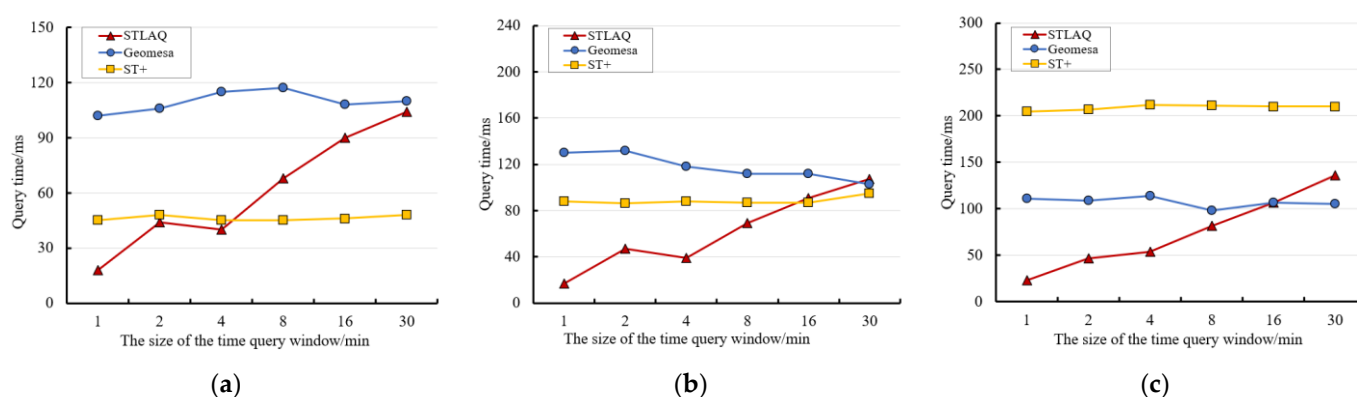 150
120
90
60
30
0
Query time/ms
STLAQ
Geomesa
ST+
1 2 4 8 16 30
The size of the time query window/min
(a)
240
200
160
120
80
40
0
Query time/ms
STLAQ
Geomesa
ST+
1 2 4 8 16 30
The size of the time query window/min
(b)
300
250
200
150
100
50
0
Query time/ms
STLAQ
Geomesa
ST+
1 2 4 8 16 30
The size of the time query window/min
(c)